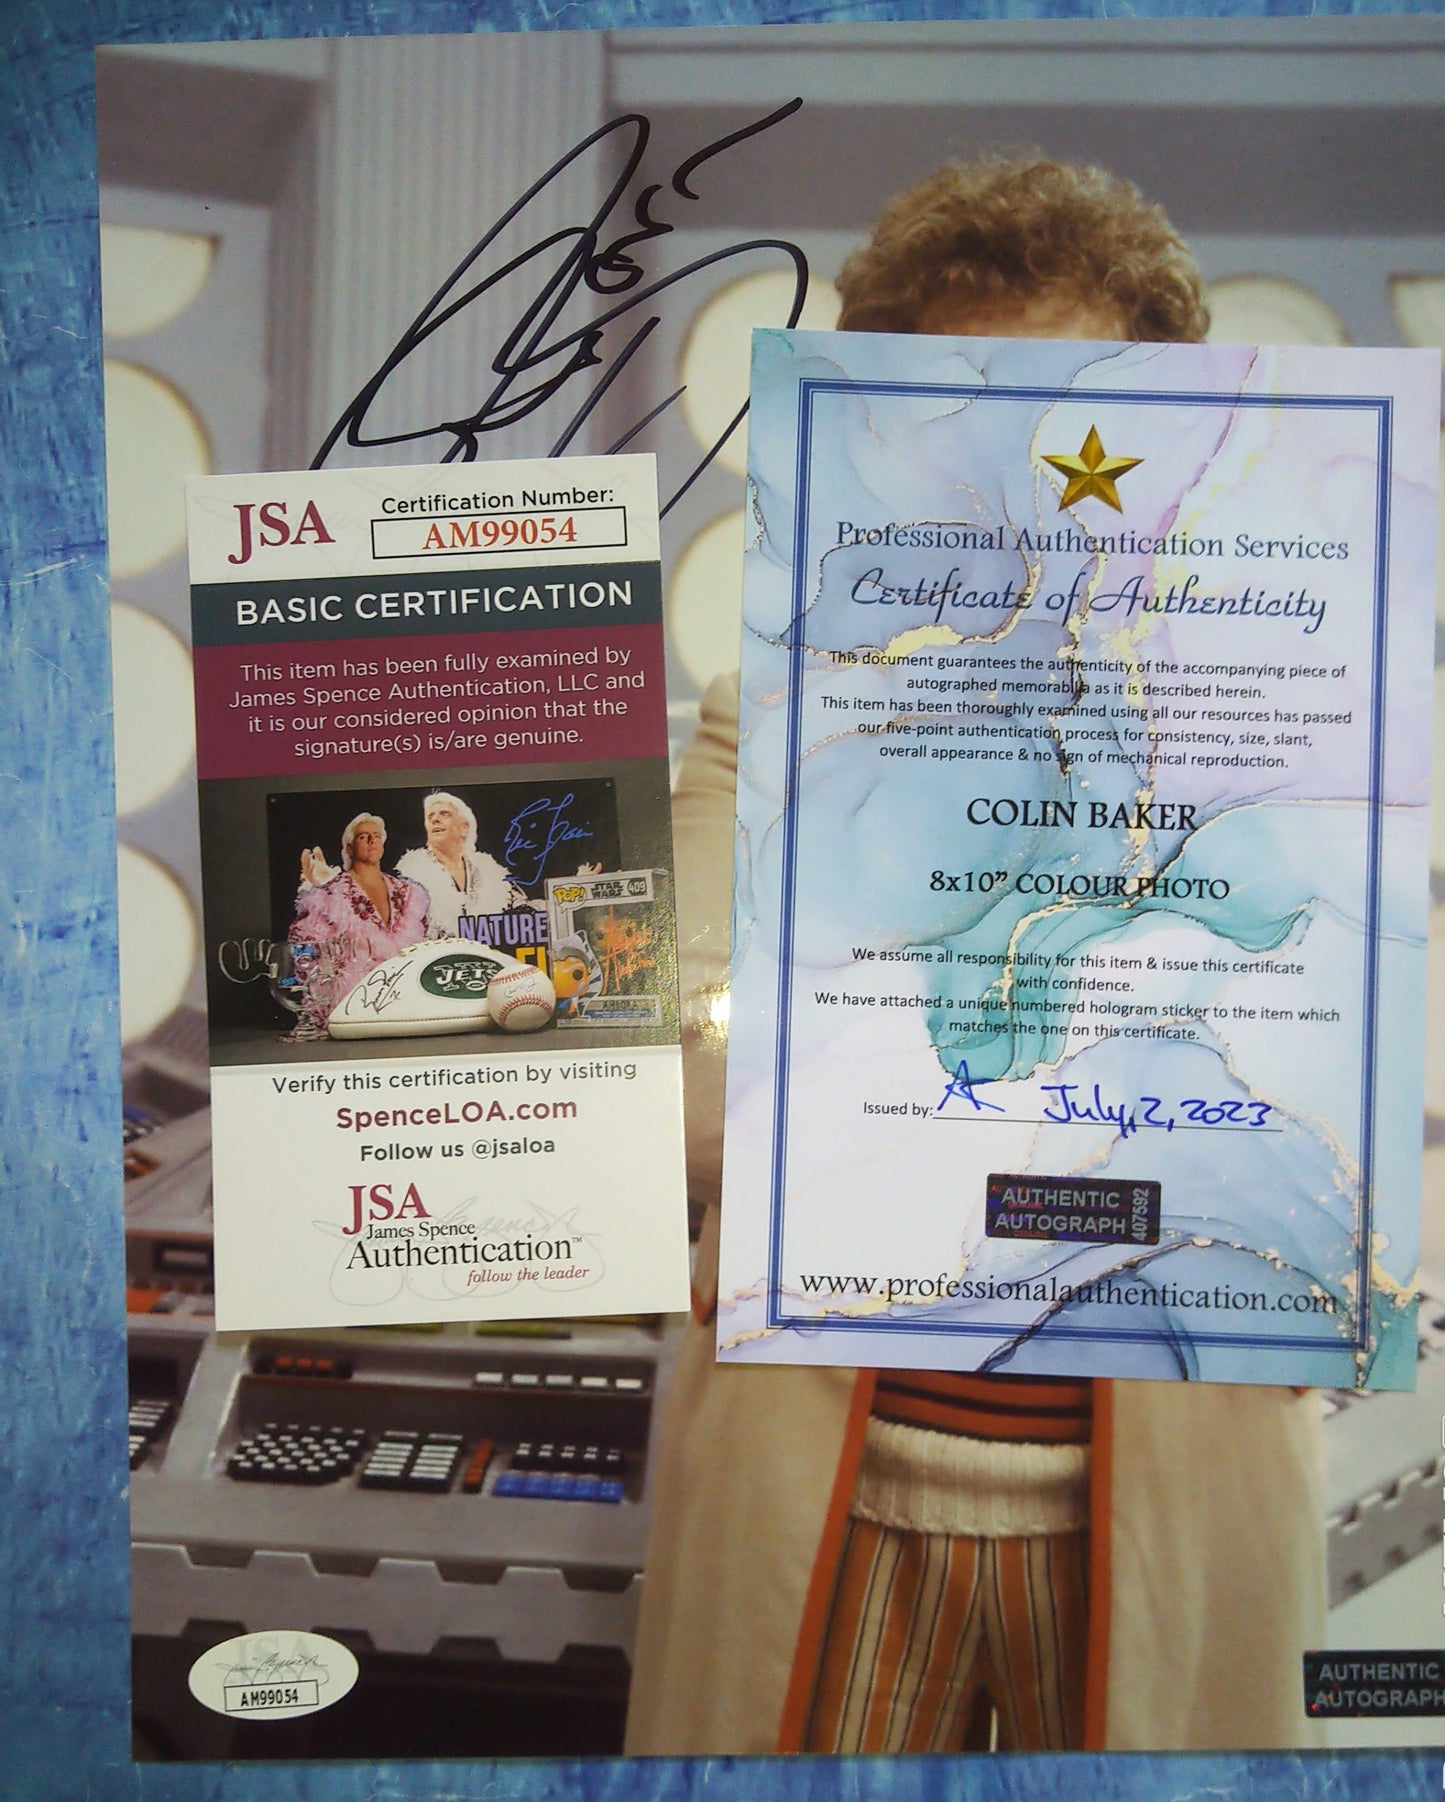 JSA
Certification Number:
AM99054
BASIC CERTIFICATION
This item has been fully examined by
James Spence Authentication, LLC and
it is our considered opinion that the
signature(s) is/are genuine.
NATURE
POP!
STAR WARS
409
JETS
Verify this certification by visiting
SpenceLOA.com
Follow us @jsaloa
JSA
James Spence
Authentication™
follow the leader
Professional Authentication Services
Certificate of Authenticity
This document guarantees the authenticity of the accompanying piece of
autographed memorabilia as it is described herein.
This item has been thoroughly examined using all our resources has passed
our five-point authentication process for consistency, size, slant,
overall appearance & no sign of mechanical reproduction.
COLIN BAKER
8x10” COLOUR PHOTO
We assume all responsibility for this item & issue this certificate
with confidence.
We have attached a unique numbered hologram sticker to the item which
matches the one on this certificate.
Issued by: July, 2, 2023
AUTHENTIC
AUTOGRAPH
407592
www.professionalauthentication.com
JSA
AM99054
AUTHENTIC
AUTOGRAPH